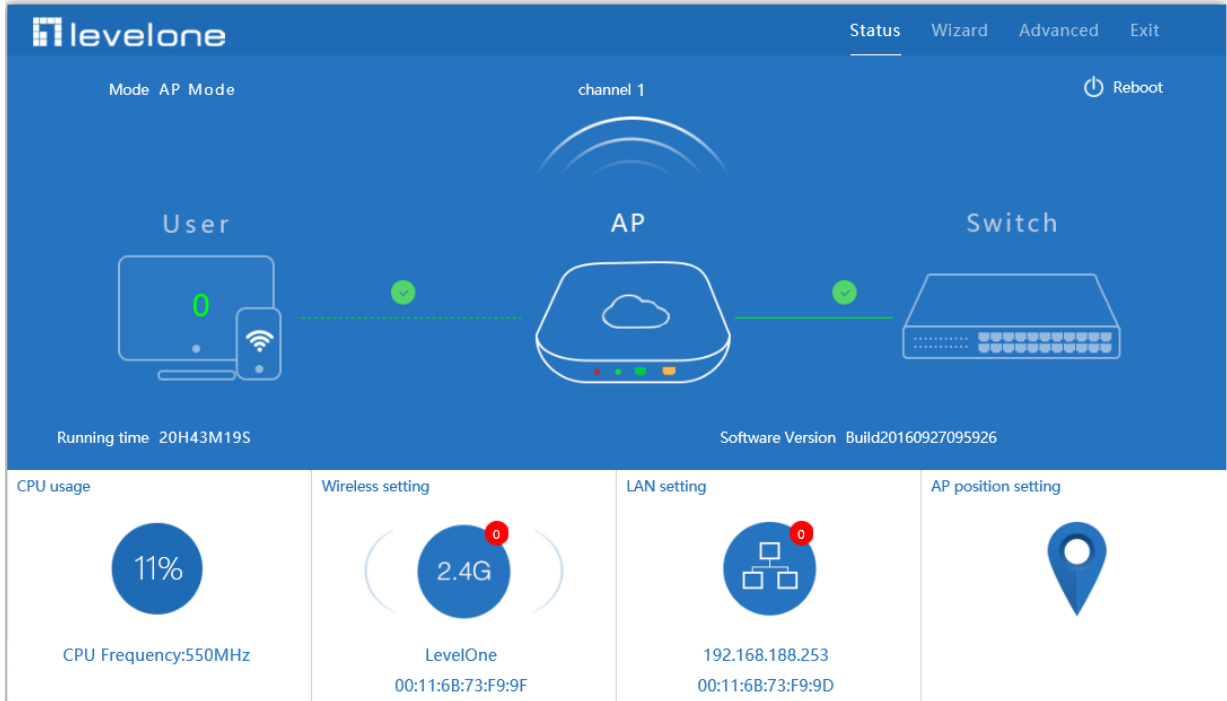 levelone
Status Wizard Advanced Exit
Mode AP Mode
channel 1
Reboot
User
AP
Switch
0
Running time 20H43M19S
Software Version Build20160927095926
CPU usage
11%
CPU Frequency:550MHz
Wireless setting
0
2.4G
LevelOne
00:11:6B:73:F9:9F
LAN setting
0
192.168.188.253
00:11:6B:73:F9:9D
AP position setting